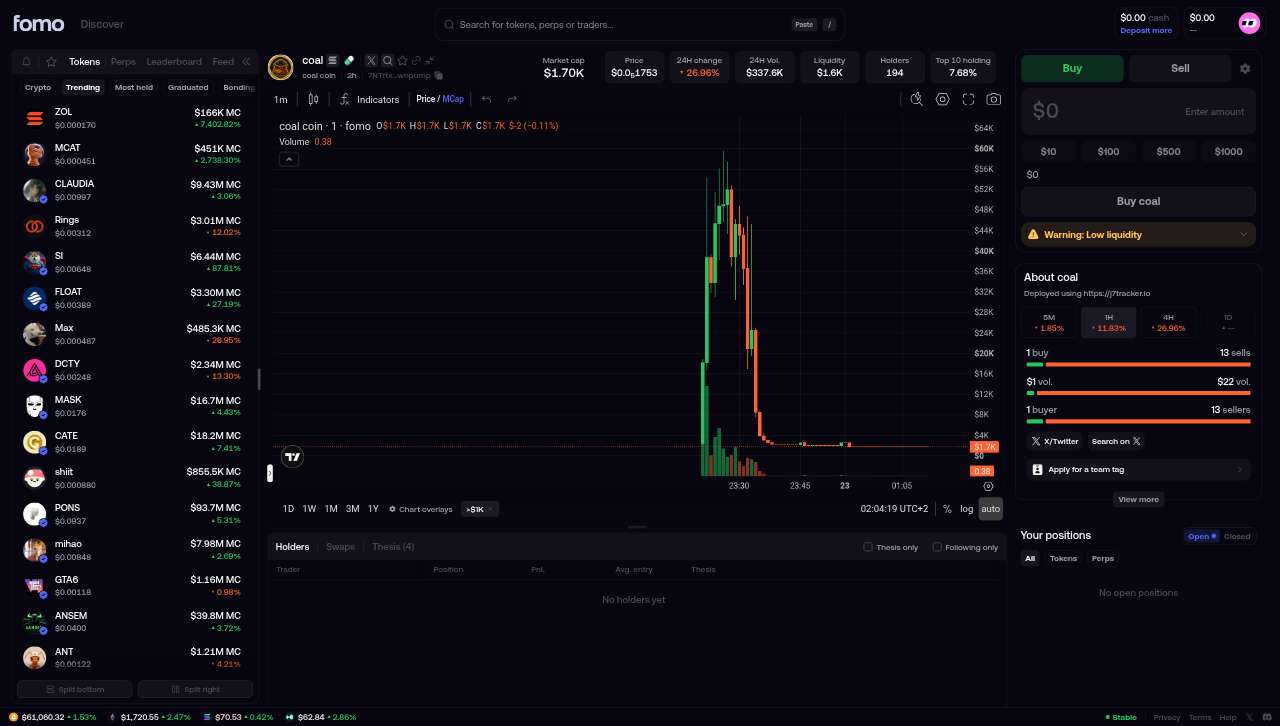 fomo
Discover
Search for tokens, perps or traders...
Paste
/
$0.00 cash
Deposit more
$0.00
—
Tokens Perps Leaderboard Feed
Crypto Trending Most held Graduated Bonding
ZOL $166K MC
$0.000170 7,402.82%
MCAT $451K MC
$0.000451 2,738.30%
CLAUDIA $9.43M MC
$0.00997 3.06%
Rings $3.01M MC
$0.00312 12.02%
SI $6.44M MC
$0.00648 87.81%
FLOAT $3.30M MC
$0.00389 27.19%
Max $485.3K MC
$0.000487 26.95%
DCTY $2.34M MC
$0.00248 13.30%
MASK $16.7M MC
$0.0176 4.43%
CATE $18.2M MC
$0.0189 7.41%
shiit $855.5K MC
$0.000880 38.87%
PONS $93.7M MC
$0.0937 5.31%
mihao $7.98M MC
$0.00848 2.69%
GTA6 $1.16M MC
$0.00118 0.98%
ANSEM $39.8M MC
$0.0400 3.72%
ANT $1.21M MC
$0.00122 4.21%
Split bottom Split right
coal
coal coin 2h 7NTrts...wnpump
Market cap
$1.70K
Price
$0.0₅1753
24H change
26.96%
24H Vol.
$337.6K
Liquidity
$1.6K
Holders
194
Top 10 holding
7.68%
1m Indicators Price / MCap
coal coin · 1 · fomo O$1.7K H$1.7K L$1.7K C$1.7K $-2 (−0.11%)
Volume 0.38
$64K
$60K
$56K
$52K
$48K
$44K
$40K
$36K
$32K
$28K
$24K
$20K
$16K
$12K
$8K
$4K
$1.7K
$0
0.38
23:30 23:45 23 01:05
1D 1W 1M 3M 1Y Chart overlays >$1K
02:04:19 UTC+2 % log auto
Holders Swaps Thesis (4)
Thesis only Following only
Trader Position PnL Avg. entry Thesis
No holders yet
Buy Sell
$0 Enter amount
$10 $100 $500 $1000
$0
Buy coal
Warning: Low liquidity
About coal
Deployed using https://j7tracker.io
5M 1H 4H 1D
1.85% 11.83% 26.96% --
1 buy 13 sells
$1 vol. $22 vol.
1 buyer 13 sellers
X/Twitter Search on X
Apply for a team tag
View more
Your positions
Open Closed
All Tokens Perps
No open positions
$61,060.32 1.53% $1,720.55 2.47% $70.53 0.42% $62.84 2.86%
Stable Privacy Terms Help